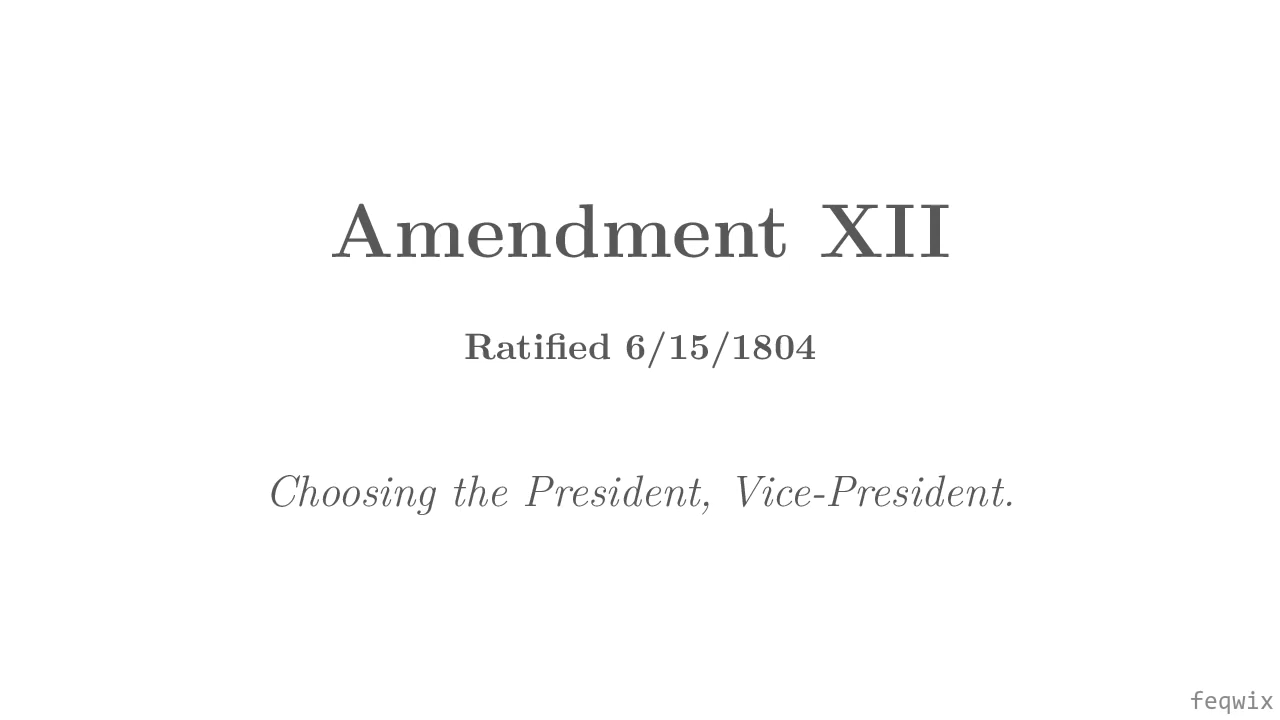 Amendment XII
Ratified 6/15/1804
Choosing the President, Vice-President.
feqwix